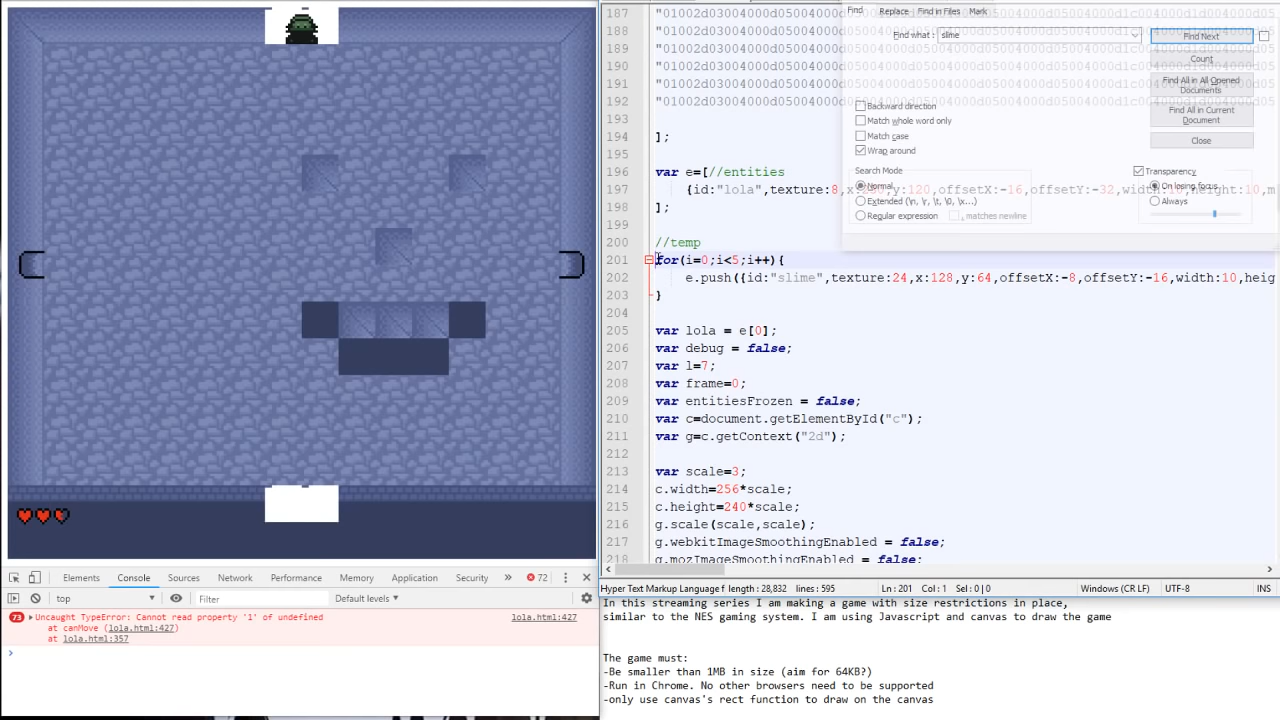 187 "01002d03004000d05004000
188 "01002d03004000d05004000
189 "01002d03004000d05004000
190 "01002d03004000d05004000
191 "01002d03004000d05004000
192 "01002d03004000d05004000d05004000d1c004000d05
193
194 ];
195
196 var e=[//entities
197 {id:"lola",texture:8,
y:120,offsetX:-16,offsetY:-32,
198 ];
199
200 //temp
201 for(i=0;i<5;i++){
202 e.push({id:"slime",texture:24,x:128,y:64,offsetX:-8,offsetY:-16,width:10,heig
203 }
204
205 var lola = e[0];
206 var debug = false;
207 var l=7;
208 var frame=0;
209 var entitiesFrozen = false;
210 var c=document.getElementById("c");
211 var g=c.getContext("2d");
212
213 var scale=3;
214 c.width=256*scale;
215 c.height=240*scale;
216 g.scale(scale,scale);
217 g.webkitImageSmoothingEnabled = false;
218 g.mozImageSmoothingEnabled = false;
Find Replace Find in Files Mark
Find what : slime
Find Next
Count
Find All in All Opened
Documents
Find All in Current
Document
Close
Backward direction
Match whole word only
Match case
Wrap around
Search Mode
Normal
Extended (\n, \r, \t, \0, \x...)
Regular expression
. matches newline
Transparency
On losing focus
Always
Hyper Text Markup Language f length : 28,832 lines : 595 Ln : 201 Col : 1 Sel : 0 | 0 Windows (CR LF) UTF-8 INS
Elements Console Sources Network Performance Memory Application Security » 72
top Filter Default levels
73 Uncaught TypeError: Cannot read property '1' of undefined lola.html:427
at canMove (lola.html:427)
at lola.html:357
In this streaming series I am making a game with size restrictions in place,
similar to the NES gaming system. I am using Javascript and canvas to draw the game
The game must:
-Be smaller than 1MB in size (aim for 64KB?)
-Run in Chrome. No other browsers need to be supported
-only use canvas's rect function to draw on the canvas